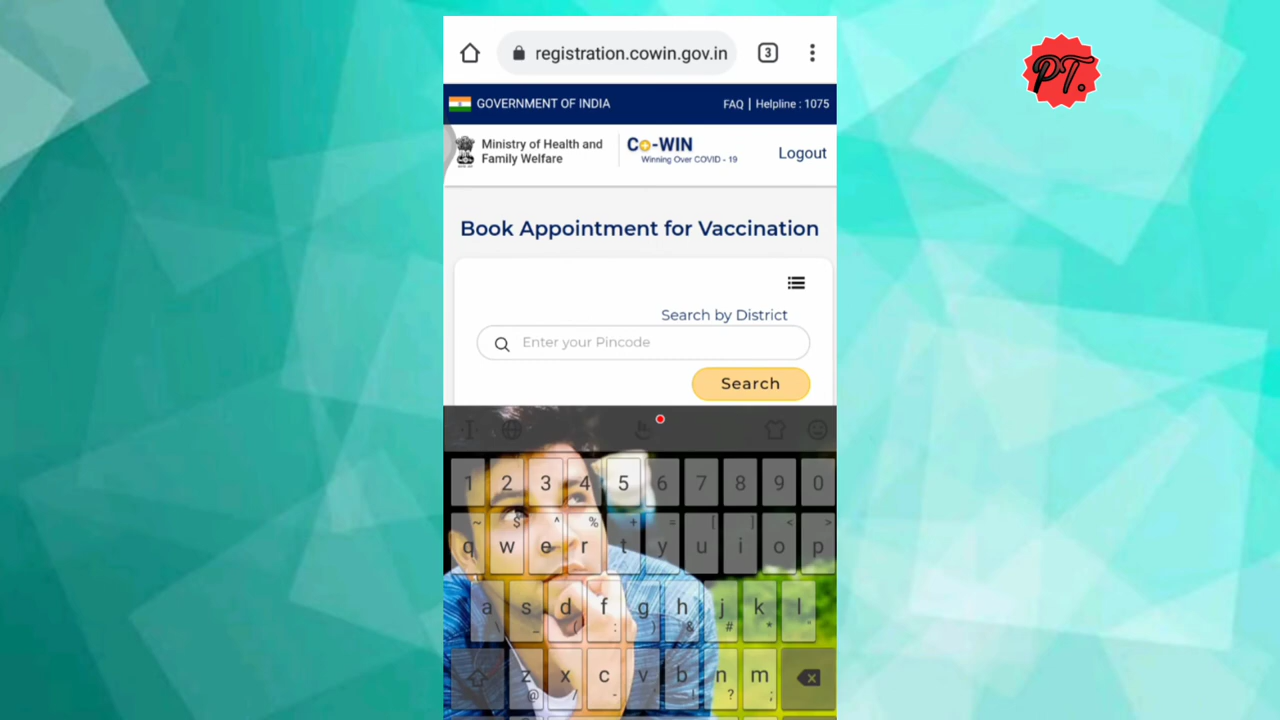 registration.cowin.gov.in
3
GOVERNMENT OF INDIA
FAQ | Helpline : 1075
Ministry of Health and
Family Welfare
Co-WIN
Winning Over COVID - 19
Logout
PT.
Book Appointment for Vaccination
Search by District
Enter your Pincode
Search
1 2 3 4 5 6 7 8 9 0
~ $ ^ % + = [ ] < >
q w e r t y u i o p
a s d f g h j k l
_ ( : ) & # *
z x c v b n m
@ / - ! ? ;